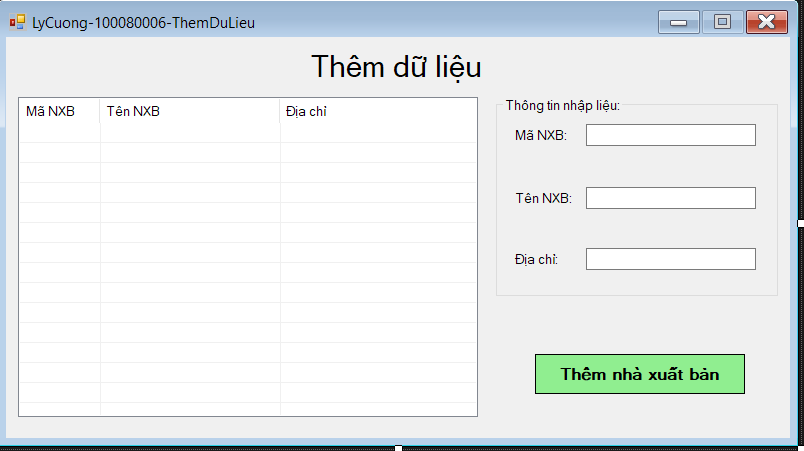 LyCuong-100080006-ThemDuLieu
Thêm dữ liệu
Mã NXB Tên NXB Địa chỉ
Thông tin nhập liệu:
Mã NXB:
Tên NXB:
Địa chỉ:
Thêm nhà xuất bản